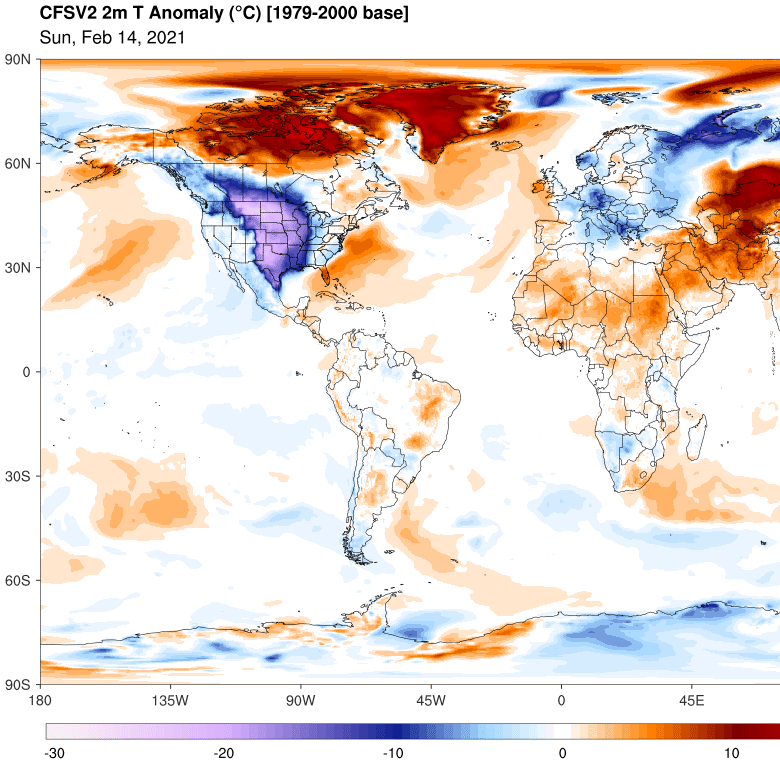 CFSV2 2m T Anomaly (°C) [1979-2000 base]
Sun, Feb 14, 2021
90N
60N
30N
0
30S
60S
90S
180 135W 90W 45W 0 45E
-30 -20 -10 0 10